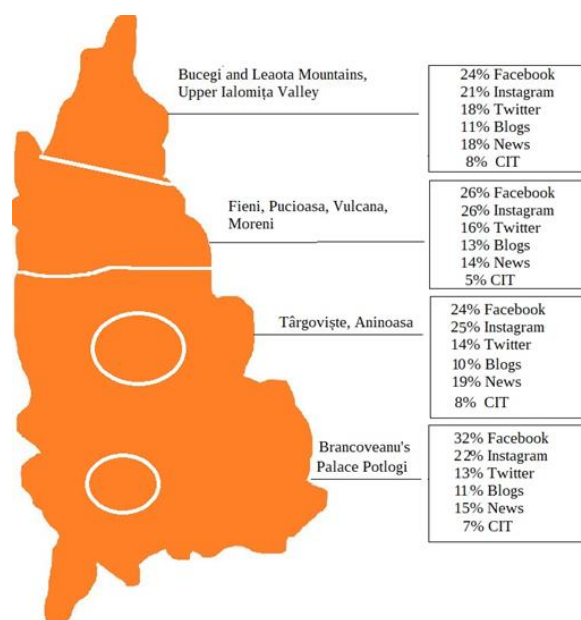 Bucegi and Leaota Mountains,
Upper Ialomița Valley
24% Facebook
21% Instagram
18% Twitter
11% Blogs
18% News
8% CIT
Fieni, Pucioasa, Vulcana,
Moreni
26% Facebook
26% Instagram
16% Twitter
13% Blogs
14% News
5% CIT
Târgoviște, Aninoasa
24% Facebook
25% Instagram
14% Twitter
10% Blogs
19% News
8% CIT
Brancoveanu's
Palace Potlogi
32% Facebook
22% Instagram
13% Twitter
11% Blogs
15% News
7% CIT